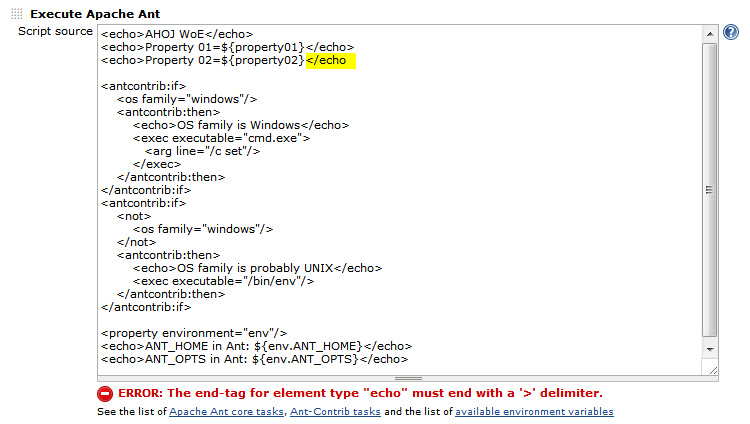 Execute Apache Ant
Script source
<echo>AHOJ WoE</echo>
<echo>Property 01=${property01}</echo>
<echo>Property 02=${property02}</echo
<antcontrib:if>
<os family="windows"/>
<antcontrib:then>
<echo>OS family is Windows</echo>
<exec executable="cmd.exe">
<arg line="/c set"/>
</exec>
</antcontrib:then>
</antcontrib:if>
<antcontrib:if>
<not>
<os family="windows"/>
</not>
<antcontrib:then>
<echo>OS family is probably UNIX</echo>
<exec executable="/bin/env"/>
</antcontrib:then>
</antcontrib:if>
<property environment="env"/>
<echo>ANT_HOME in Ant: ${env.ANT_HOME}</echo>
<echo>ANT_OPTS in Ant: ${env.ANT_OPTS}</echo>
ERROR: The end-tag for element type "echo" must end with a '>' delimiter.
See the list of Apache Ant core tasks, Ant-Contrib tasks and the list of available environment variables